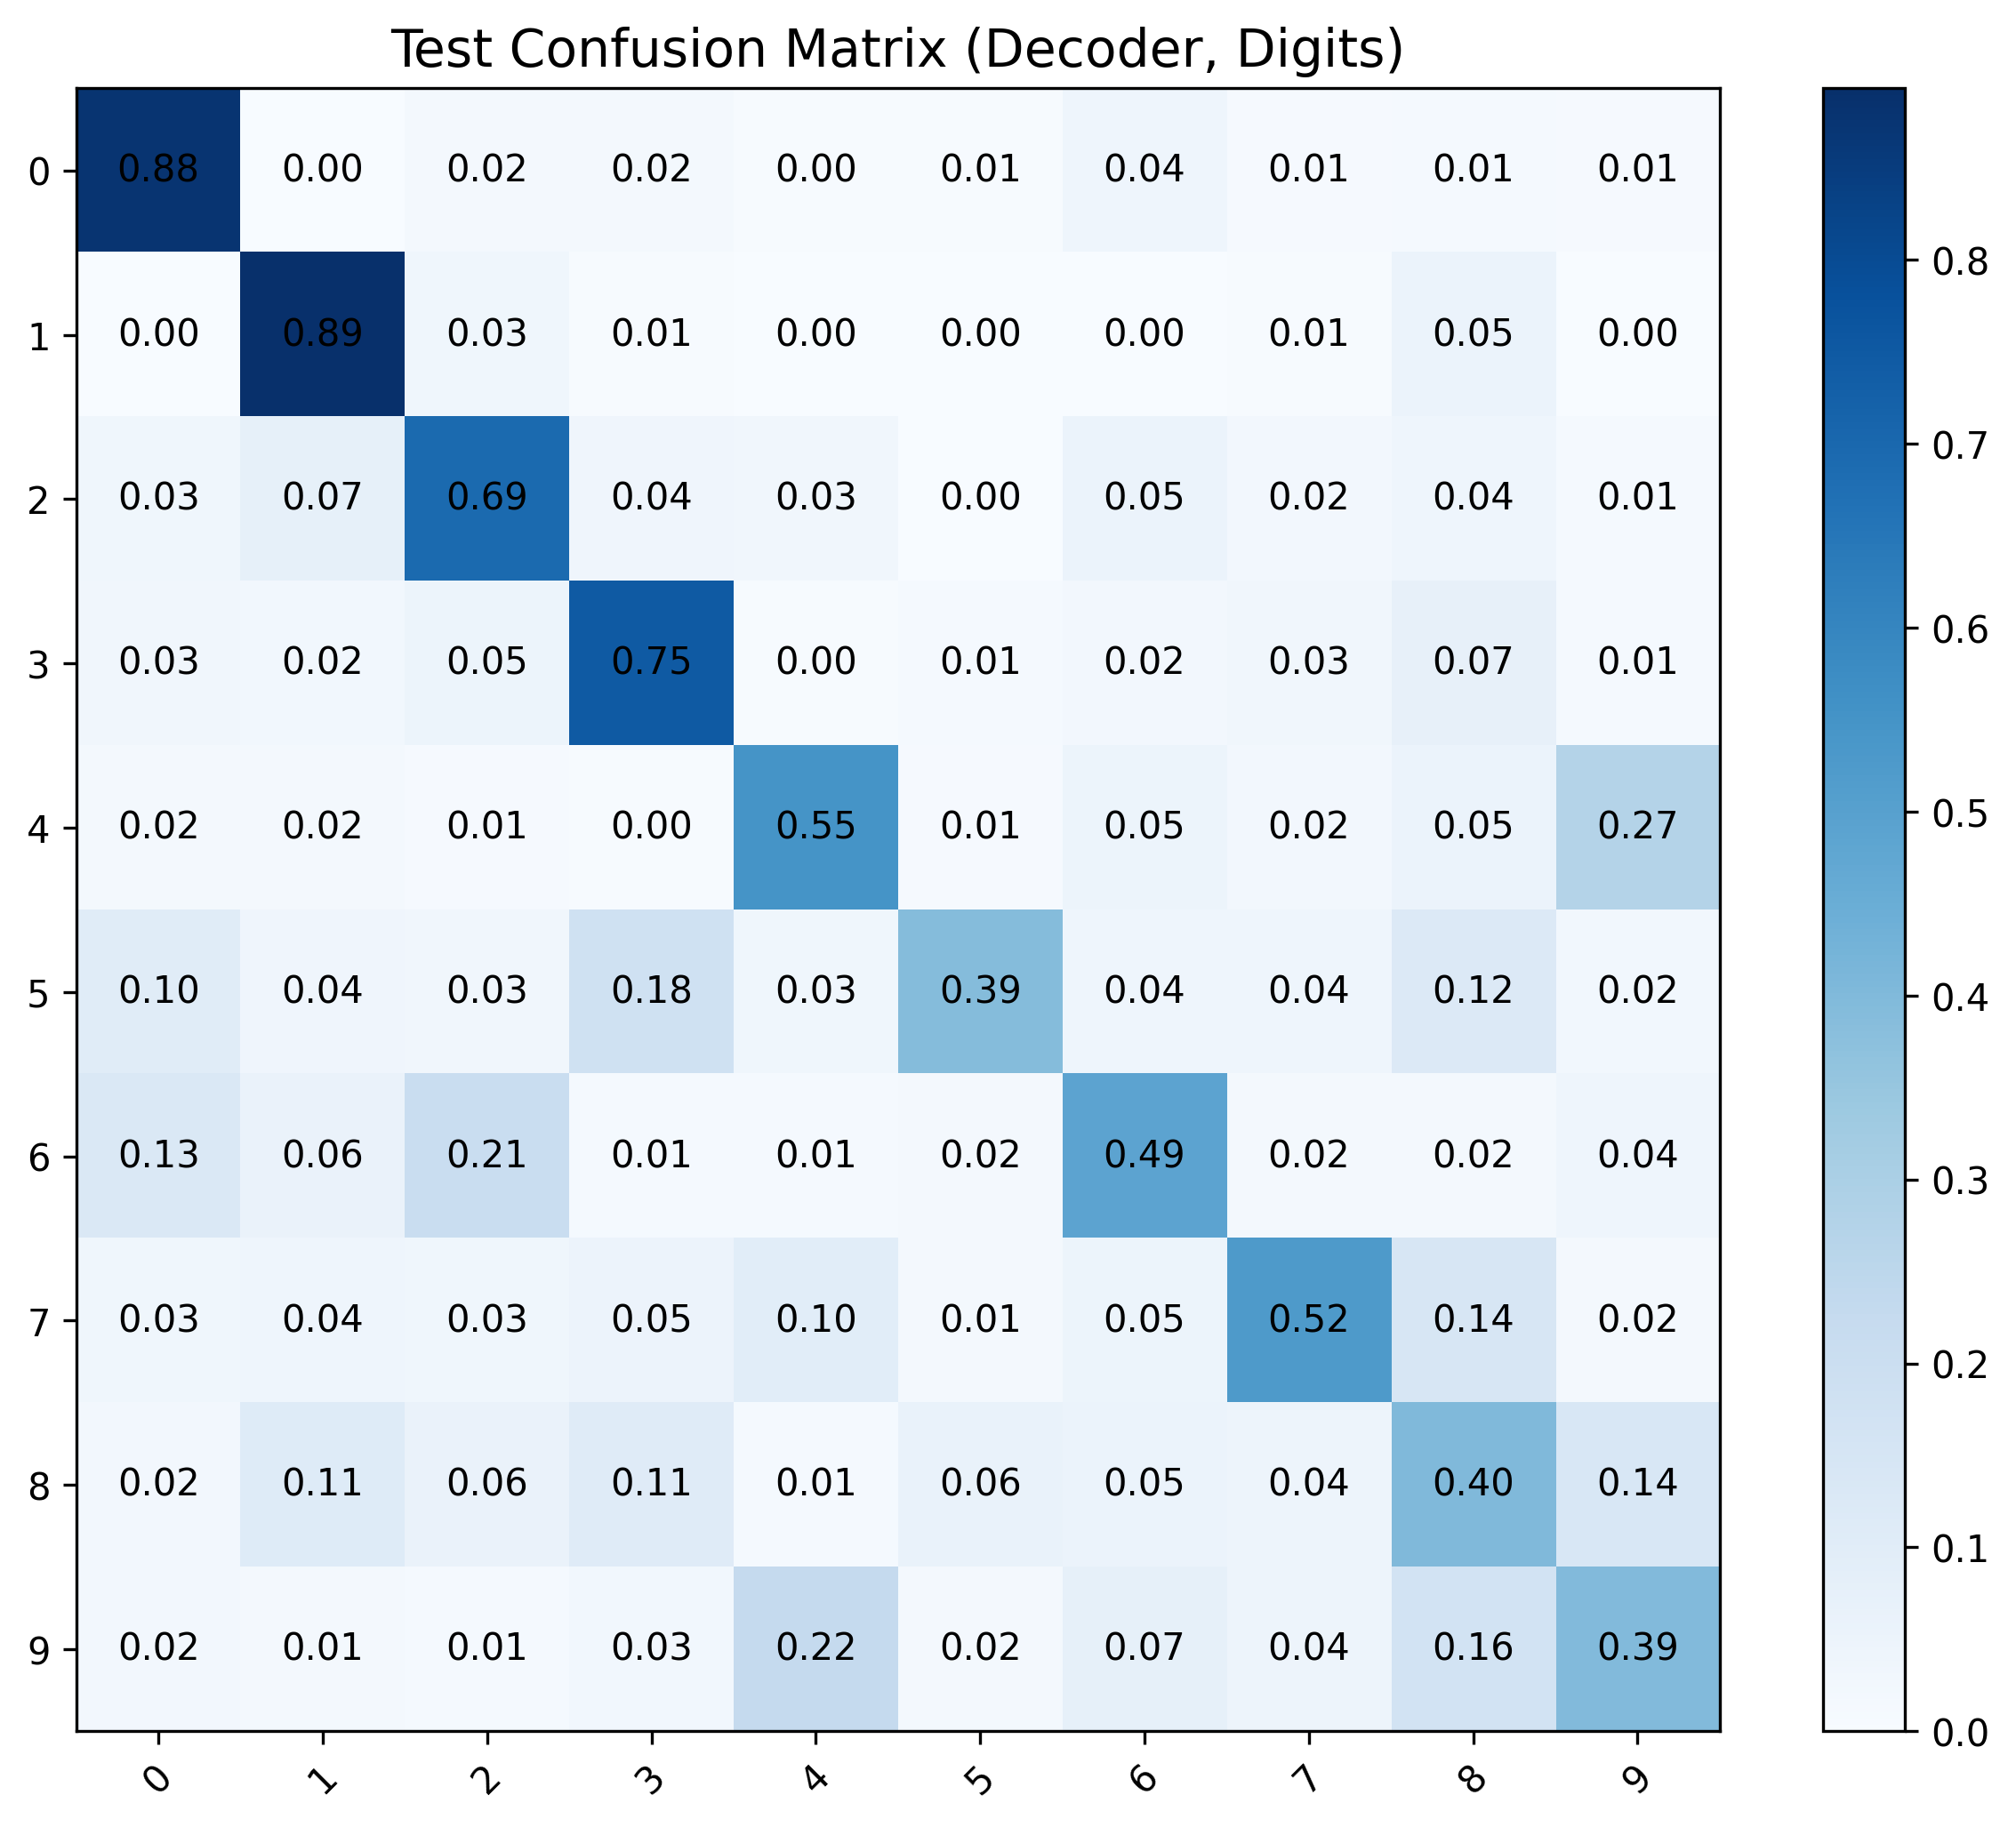 Test Confusion Matrix (Decoder, Digits)
0 0.88 0.00 0.02 0.02 0.00 0.01 0.04 0.01 0.01 0.01
0.8
1 0.00 0.89 0.03 0.01 0.00 0.00 0.00 0.01 0.05 0.00
0.7
2 0.03 0.07 0.69 0.04 0.03 0.00 0.05 0.02 0.04 0.01
0.6
3 0.03 0.02 0.05 0.75 0.00 0.01 0.02 0.03 0.07 0.01
0.5
4 0.02 0.02 0.01 0.00 0.55 0.01 0.05 0.02 0.05 0.27
0.4
5 0.10 0.04 0.03 0.18 0.03 0.39 0.04 0.04 0.12 0.02
6 0.13 0.06 0.21 0.01 0.01 0.02 0.49 0.02 0.02 0.04
0.3
7 0.03 0.04 0.03 0.05 0.10 0.01 0.05 0.52 0.14 0.02
0.2
8 0.02 0.11 0.06 0.11 0.01 0.06 0.05 0.04 0.40 0.14
0.1
9 0.02 0.01 0.01 0.03 0.22 0.02 0.07 0.04 0.16 0.39
0.0
0 1 2 3 4 5 6 7 8 9